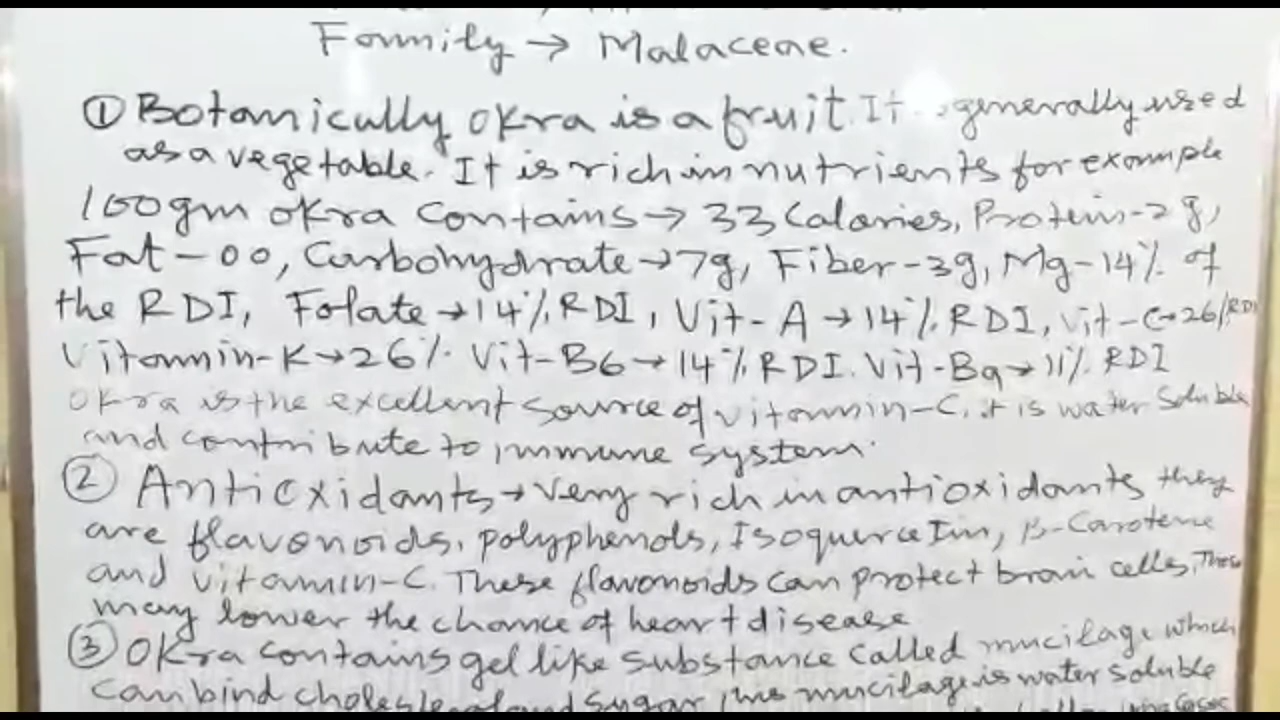 Family → Malaceae.
① Botanically okra is a fruit. It generally used
as a vegetable. It is rich in nutrients for example
100gm okra contains → 33 Calories, Protein-2g,
Fat-00, Carbohydrate → 7g, Fiber-3g, Mg-14% of
the RDI, Folate → 14% RDI, Vit-A → 14% RDI, Vit-C → 26/RDI
Vitamin-K → 26% Vit-B6 → 14% RDI. Vit-B9 → 11% RDI
Okra is the excellent source of vitamin-C, it is water soluble
and contribute to immune system.
② Antioxidants → very rich in antioxidants they
are flavonoids, polyphenols, Isoquercetin, β-Carotene
and vitamin-C. These flavonoids can protect brain cells, These
may lower the chance of heart disease
③ Okra contains gel like substance called mucilage which
can bind cholesterol and sugar, this mucilage is water soluble